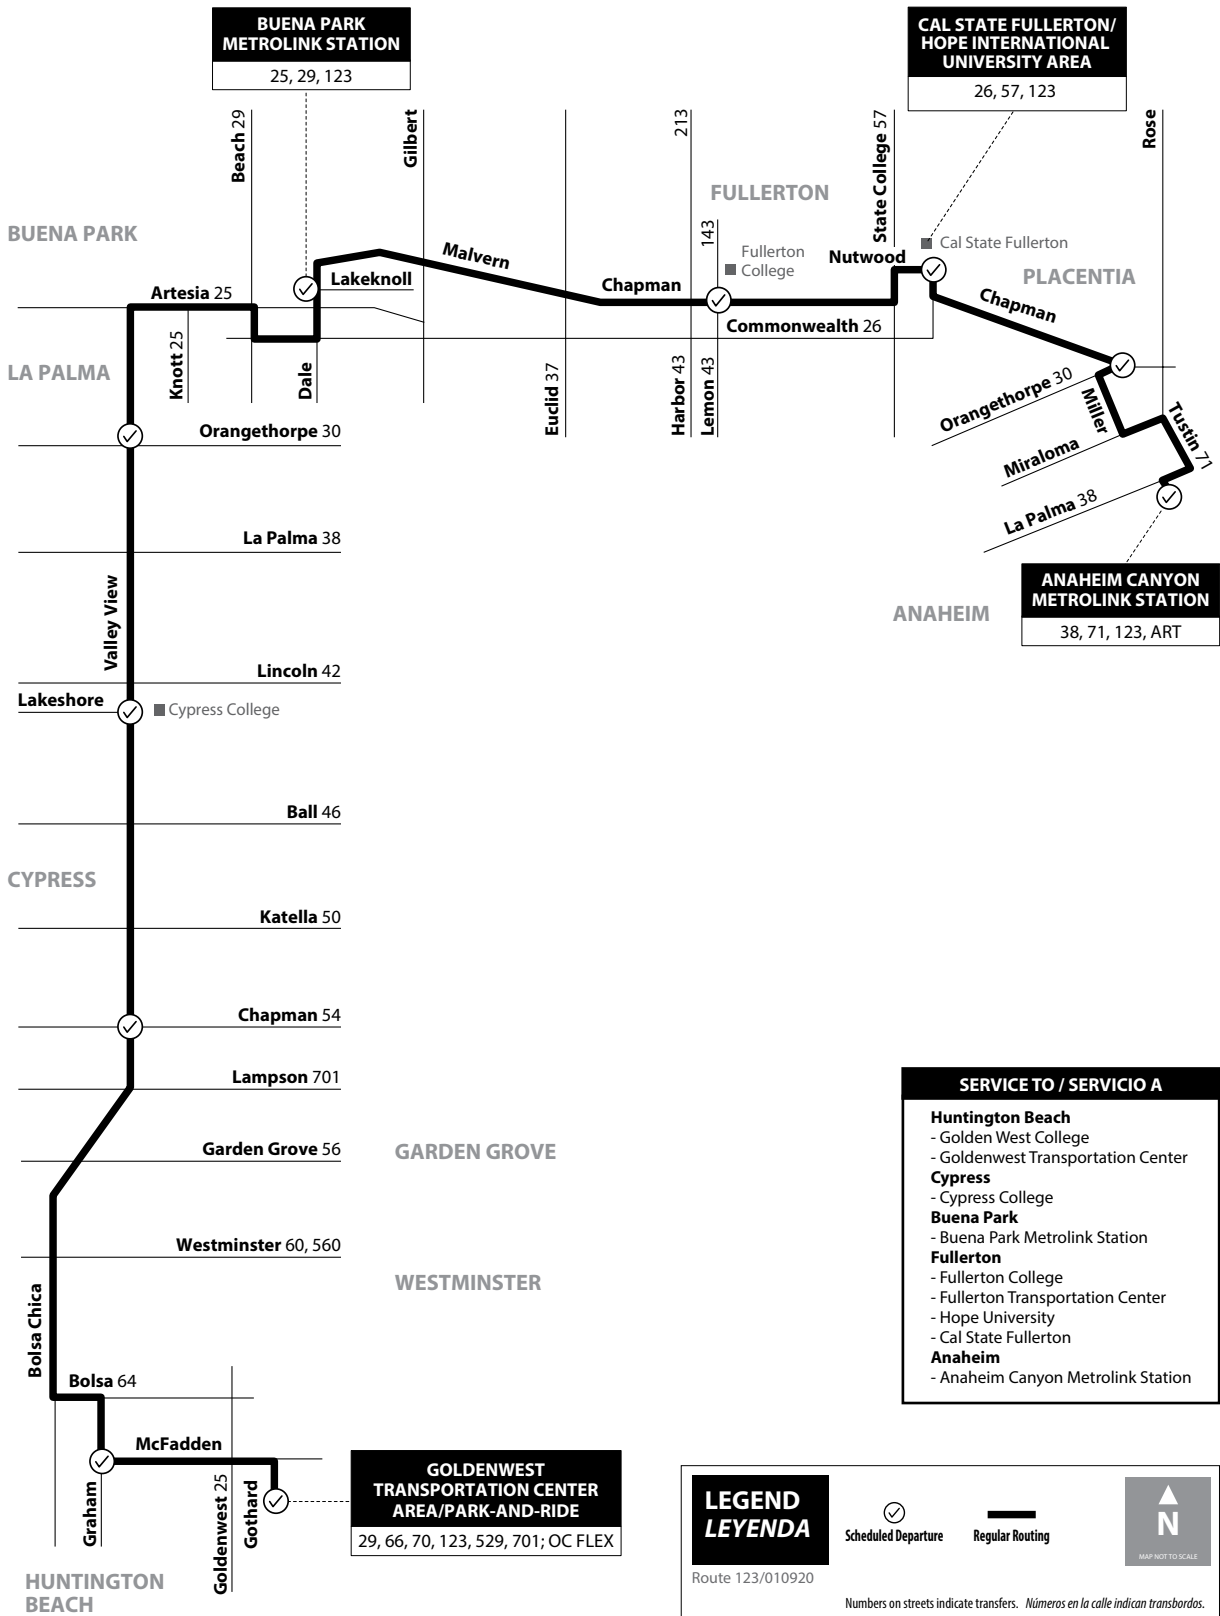 BUENA PARK
METROLINK STATION
25, 29, 123
CAL STATE FULLERTON/
HOPE INTERNATIONAL
UNIVERSITY AREA
26, 57, 123
Beach 29
Gilbert
213
State College 57
Rose
FULLERTON
BUENA PARK
143
Fullerton
College
Cal State Fullerton
Nutwood
PLACENTIA
Malvern
Lakeknoll
Artesia 25
Chapman
Chapman
Commonwealth 26
Knott 25
LA PALMA
Dale
Euclid 37
Harbor 43
Lemon 43
Orangethorpe 30
Miller
Tustin 71
Orangethorpe 30
Miraloma
La Palma 38
La Palma 38
ANAHEIM CANYON
METROLINK STATION
38, 71, 123, ART
ANAHEIM
Valley View
Lincoln 42
Lakeshore
Cypress College
Ball 46
CYPRESS
Katella 50
Chapman 54
Lampson 701
Garden Grove 56
GARDEN GROVE
Westminster 60, 560
WESTMINSTER
Bolsa Chica
Bolsa 64
McFadden
Graham
Goldenwest 25
Gothard
GOLDENWEST
TRANSPORTATION CENTER
AREA/PARK-AND-RIDE
29, 66, 70, 123, 529, 701; OC FLEX
HUNTINGTON
BEACH
SERVICE TO / SERVICIO A
Huntington Beach
- Golden West College
- Goldenwest Transportation Center
Cypress
- Cypress College
Buena Park
- Buena Park Metrolink Station
Fullerton
- Fullerton College
- Fullerton Transportation Center
- Hope University
- Cal State Fullerton
Anaheim
- Anaheim Canyon Metrolink Station
LEGEND
LEYENDA
Scheduled Departure
Regular Routing
N
MAP NOT TO SCALE
Route 123/010920
Numbers on streets indicate transfers. Números en la calle indican transbordos.